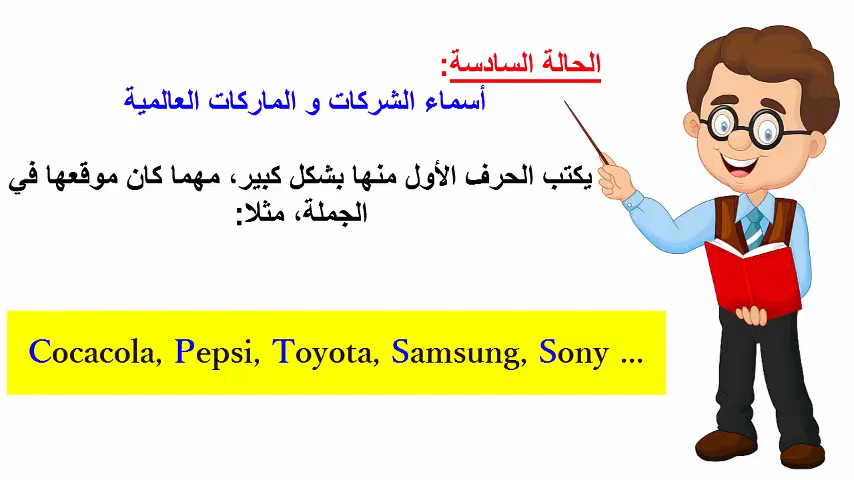 الحالة السادسة:
أسماء الشركات و الماركات العالمية
يكتب الحرف الأول منها بشكل كبير، مهما كان موقعها في
الجملة، مثلا:
Cocacola, Pepsi, Toyota, Samsung, Sony ...